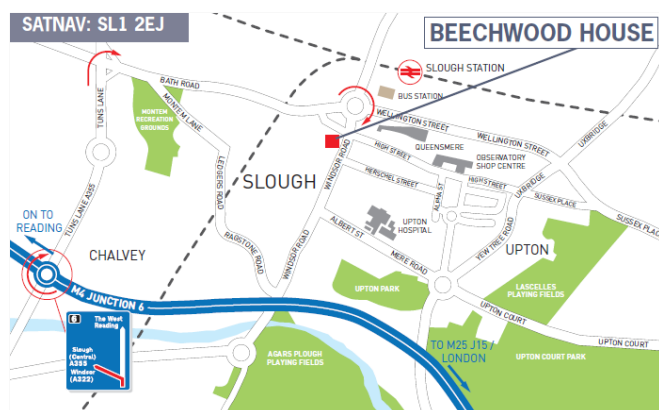 SATNAV: SL1 2EJ
BEECHWOOD HOUSE
SLOUGH STATION
BUS STATION
BATH ROAD
TUNS LANE
MONTEM
RECREATION
GROUNDS
MONTEM LANE
WELLINGTON STREET
WELLINGTON STREET
UXBRIDGE
QUEENSMERE
HIGH STREET
OBSERVATORY
SHOP CENTRE
WINDSOR ROAD
HERSCHEL STREET
HIGH STREET
UXBRIDGE
SUSSEX PLACE
SUSSEX PLACE
ALPHA ST
LEDGERS ROAD
SLOUGH
ON TO
READING
TUNS LANE A355
CHALVEY
RAGSTONE ROAD
WINDSOR ROAD
ALBERT ST
UPTON
HOSPITAL
MERE ROAD
YEW TREE ROAD
UPTON
M4 JUNCTION 6
UPTON PARK
LASCELLES
PLAYING FIELDS
UPTON COURT
UPTON COURT
6
The West
Reading
Slough
(Central)
A355
Windsor
(A322)
AGARS PLOUGH
PLAYING FIELDS
TO M25 J15 /
LONDON
UPTON COURT PARK